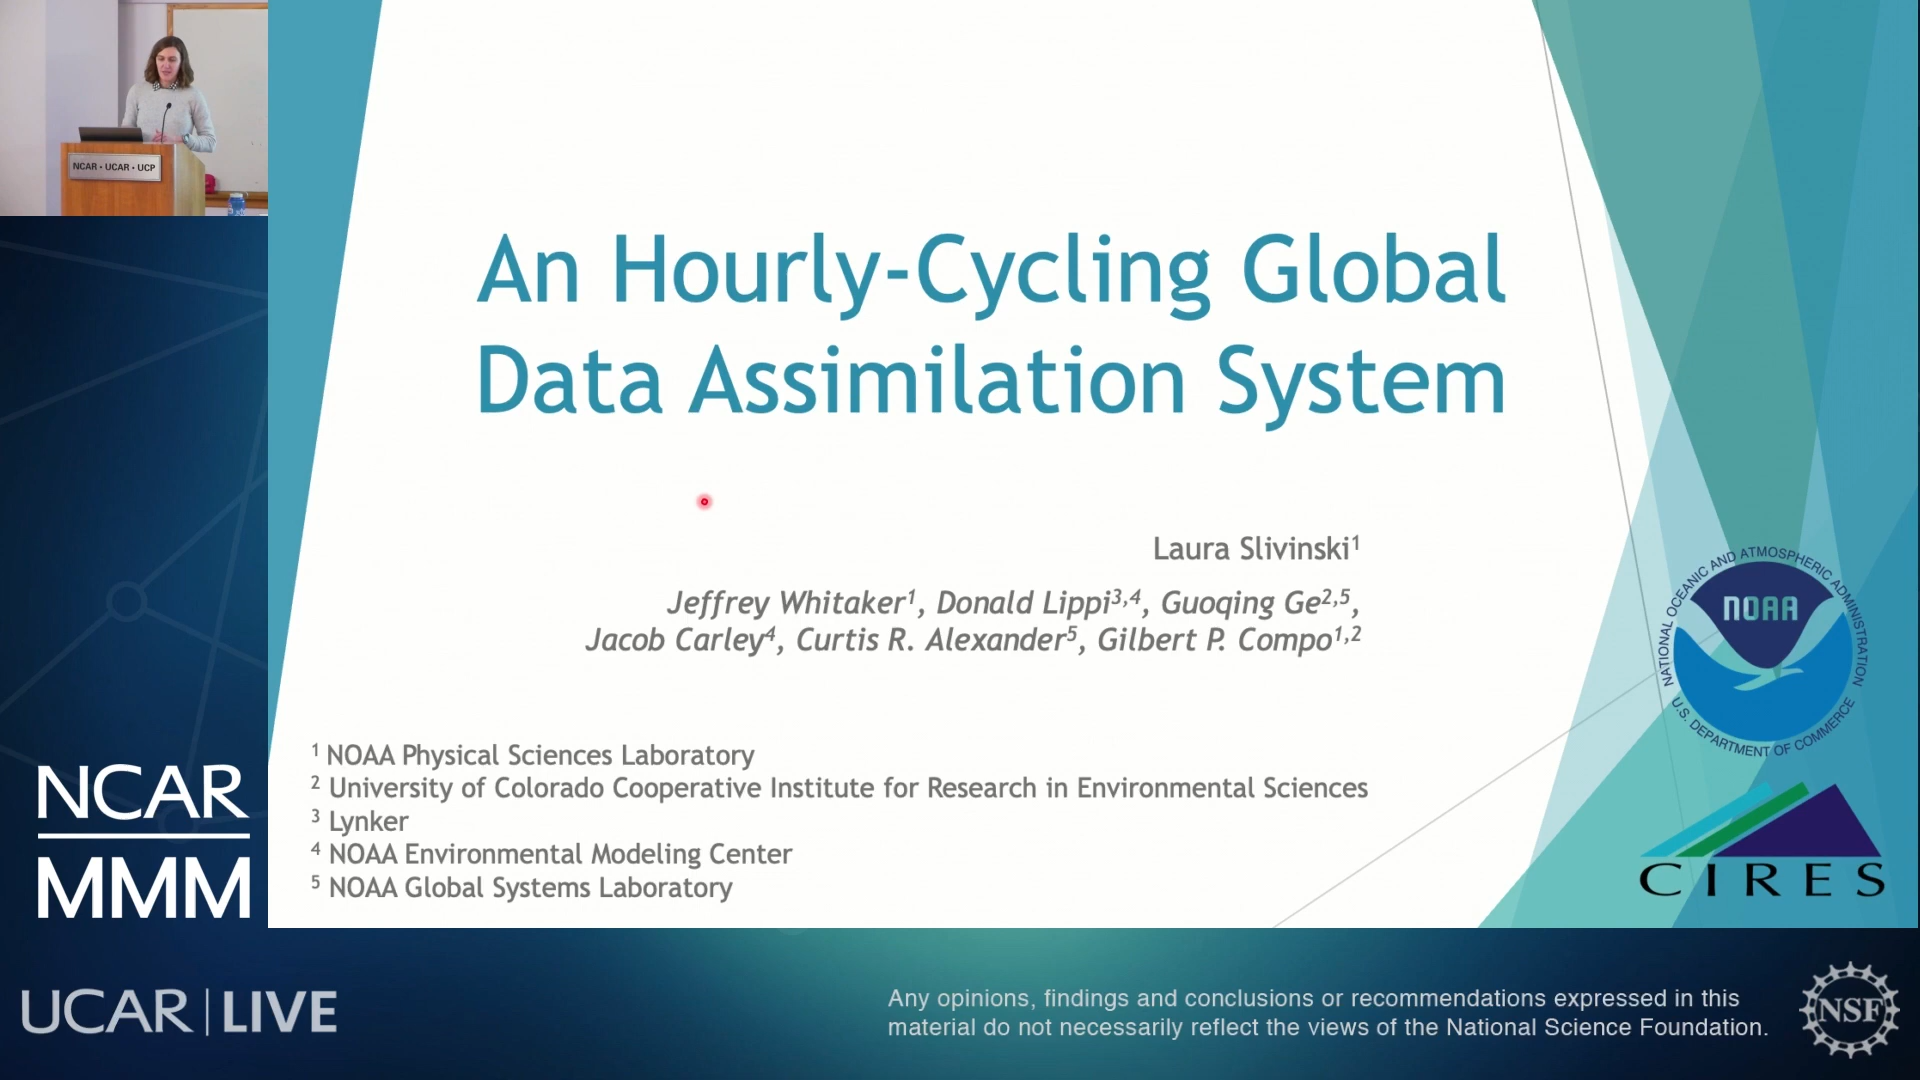 NCAR • UCAR • UCP
An Hourly-Cycling Global
Data Assimilation System
Laura Slivinski¹
Jeffrey Whitaker¹, Donald Lippi³,⁴, Guoqing Ge²,⁵,
Jacob Carley⁴, Curtis R. Alexander⁵, Gilbert P. Compo¹,²
¹ NOAA Physical Sciences Laboratory
² University of Colorado Cooperative Institute for Research in Environmental Sciences
³ Lynker
⁴ NOAA Environmental Modeling Center
⁵ NOAA Global Systems Laboratory
NATIONAL OCEANIC AND ATMOSPHERIC ADMINISTRATION
NOAA
U.S. DEPARTMENT OF COMMERCE
CIRES
NCAR
MMM
UCAR | LIVE
Any opinions, findings and conclusions or recommendations expressed in this
material do not necessarily reflect the views of the National Science Foundation.
NSF